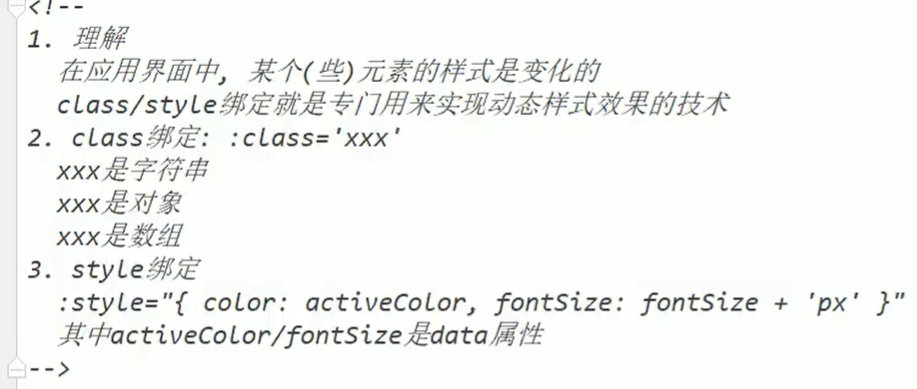 <!--
1. 理解
在应用界面中, 某个(些)元素的样式是变化的
class/style绑定就是专门用来实现动态样式效果的技术
2. class绑定: :class='xxx'
xxx是字符串
xxx是对象
xxx是数组
3. style绑定
:style="{ color: activeColor, fontSize: fontSize + 'px' }"
其中activeColor/fontSize是data属性
-->